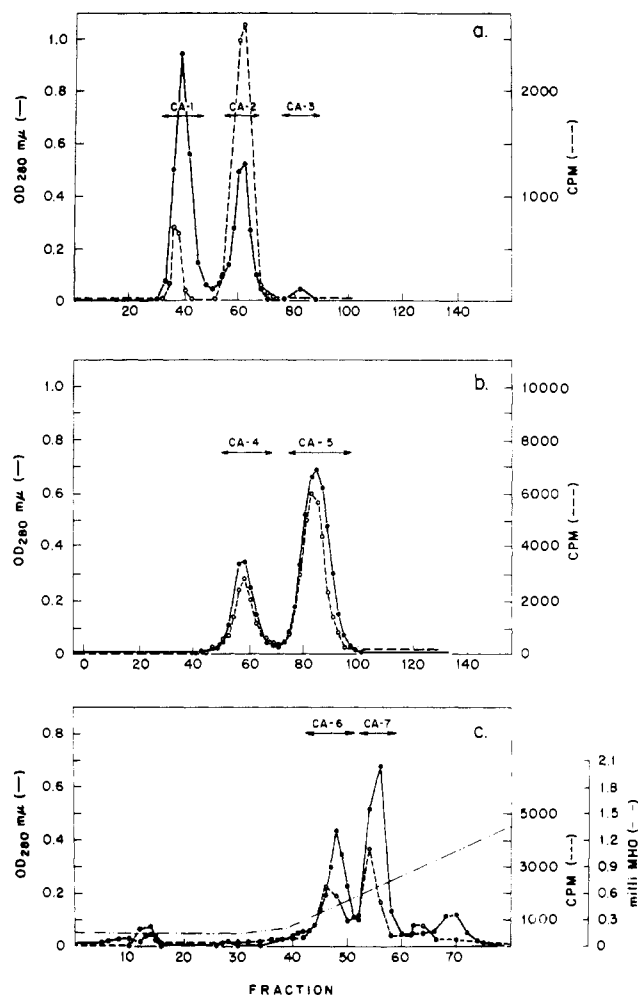 a.
1.0
0.8
0.6
0.4
0.2
0
OD280 mμ (—)
CA-1 CA-2 CA-3
2000
1000
0
CPM (---)
20 40 60 80 100 120 140
b.
1.0
0.8
0.6
0.4
0.2
0
OD280 mμ (—)
CA-4 CA-5
10000
8000
6000
4000
2000
0
CPM (---)
0 20 40 60 80 100 120 140
c.
0.8
0.6
0.4
0.2
0
OD280 mμ (—)
CA-6 CA-7
5000
3000
1000
0
CPM (---)
2.1
1.8
1.5
1.2
0.9
0.6
0.3
0
milli MHO (- · -)
10 20 30 40 50 60 70
FRACTION